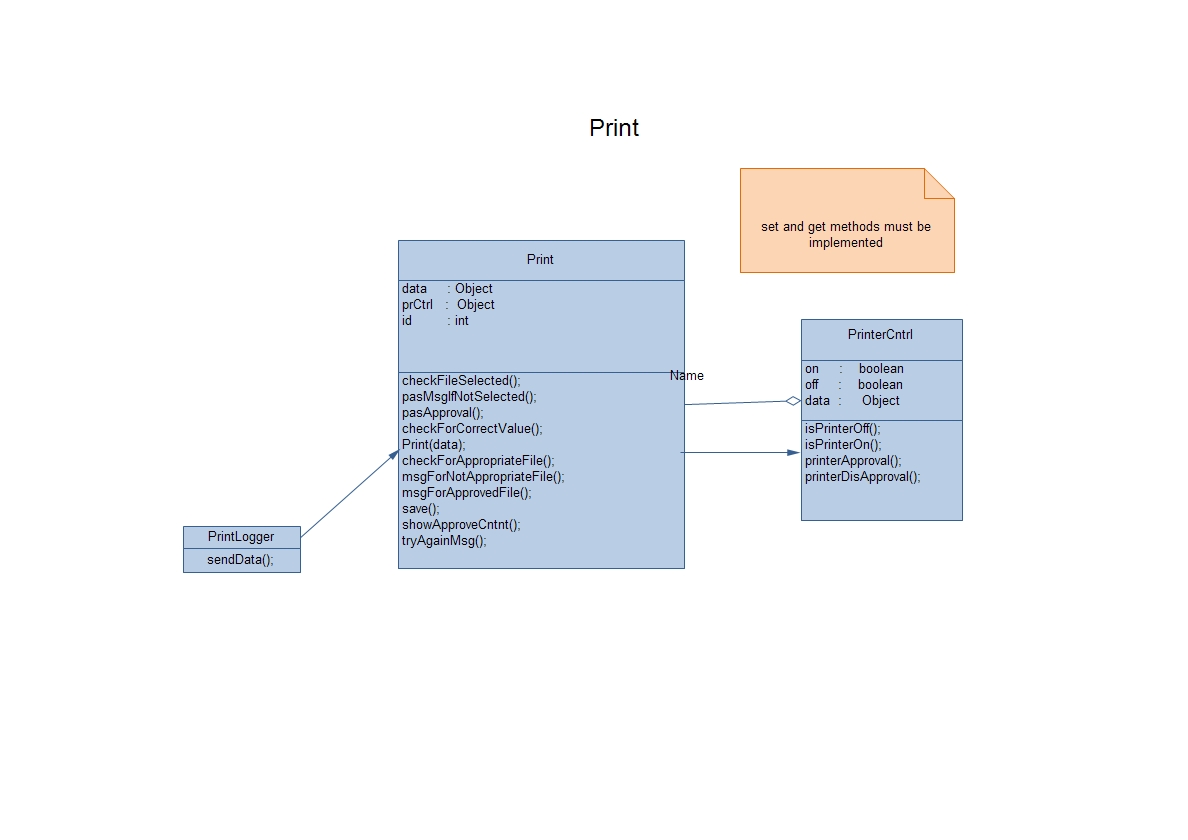 Print
set and get methods must be
implemented
Print
data : Object
prCtrl : Object
id : int
checkFileSelected();
pasMsgIfNotSelected();
pasApproval();
checkForCorrectValue();
Print(data);
checkForAppropriateFile();
msgForNotAppropriateFile();
msgForApprovedFile();
save();
showApproveCntnt();
tryAgainMsg();
Name
PrinterCntrl
on : boolean
off : boolean
data : Object
isPrinterOff();
isPrinterOn();
printerApproval();
printerDisApproval();
PrintLogger
sendData();